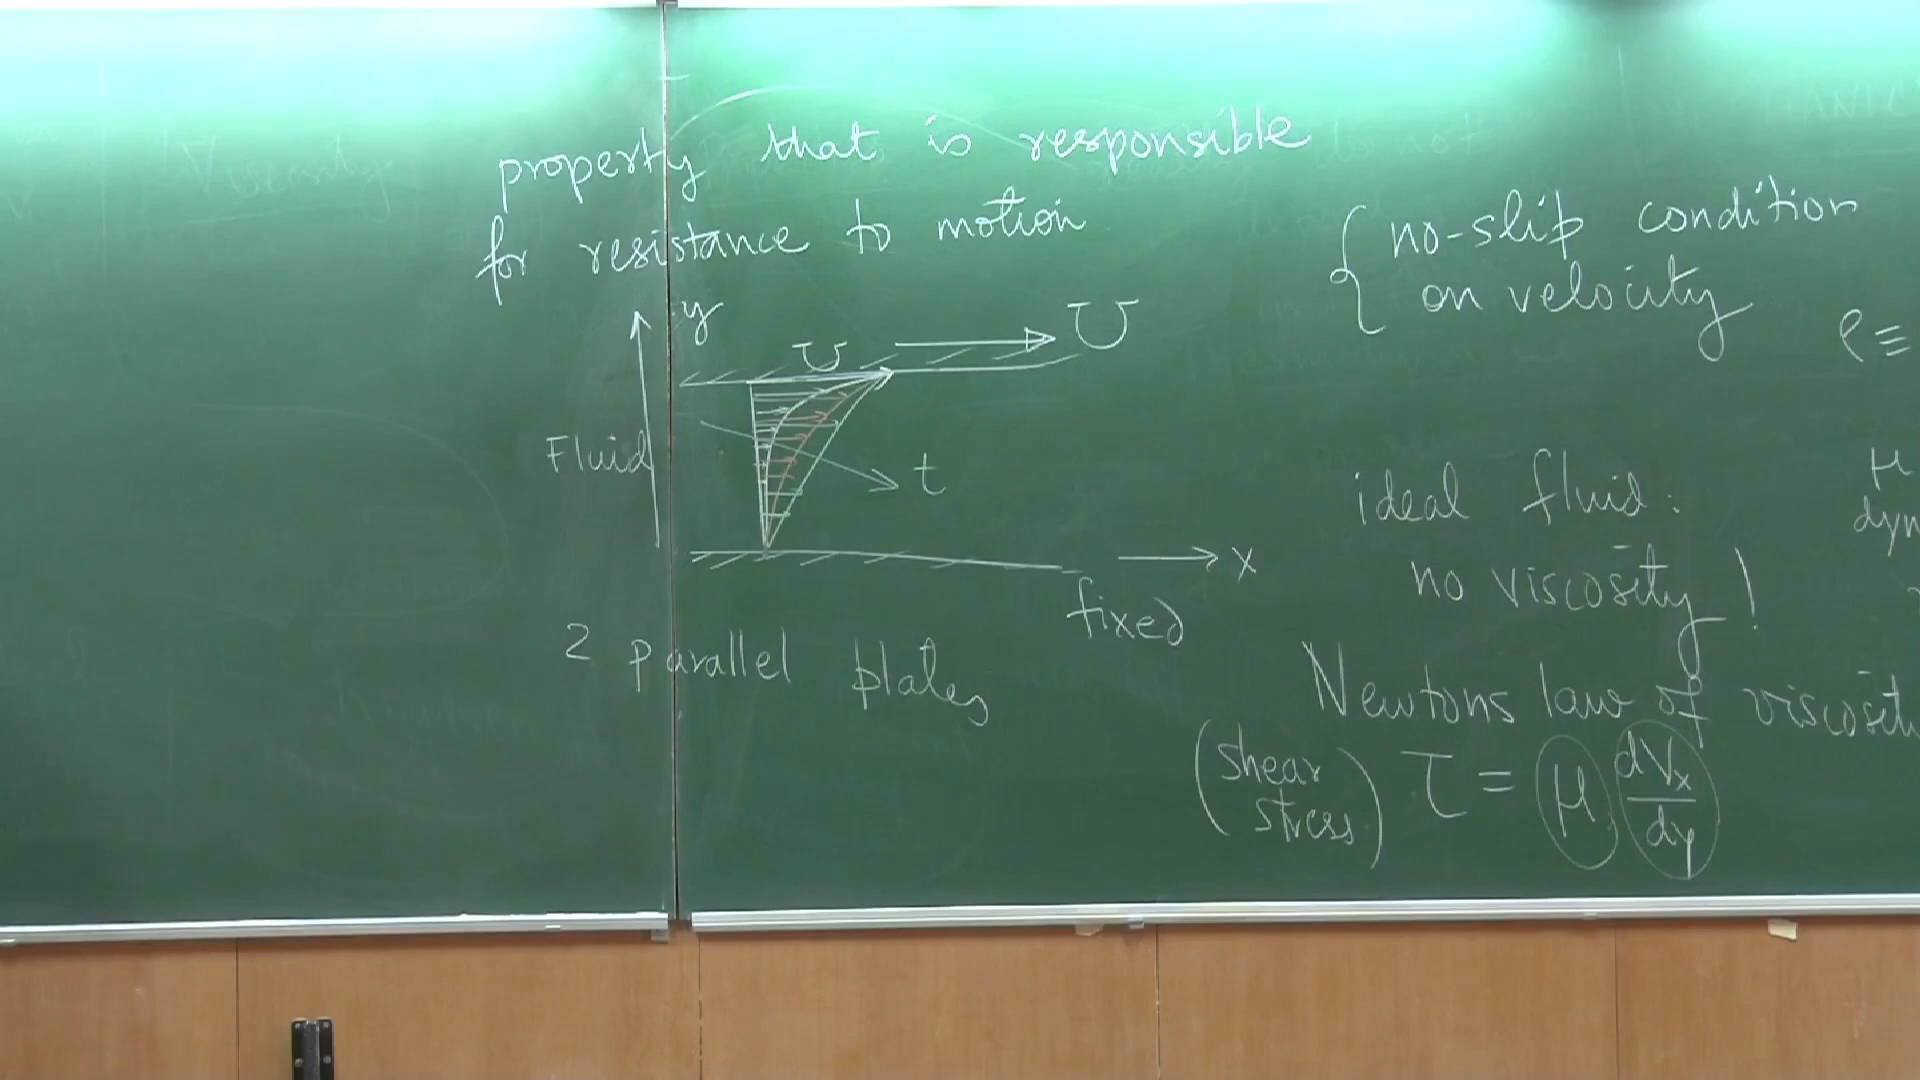 Viscosity
property that is responsible
for resistance to motion
y
U
U
Fluid
t
x
fixed
2 parallel plates
{ no-slip condition
on velocity
ρ ≡
ideal fluid:
no viscosity!
μ
Newtons law of
(shear stress) τ = μ dVx/dy